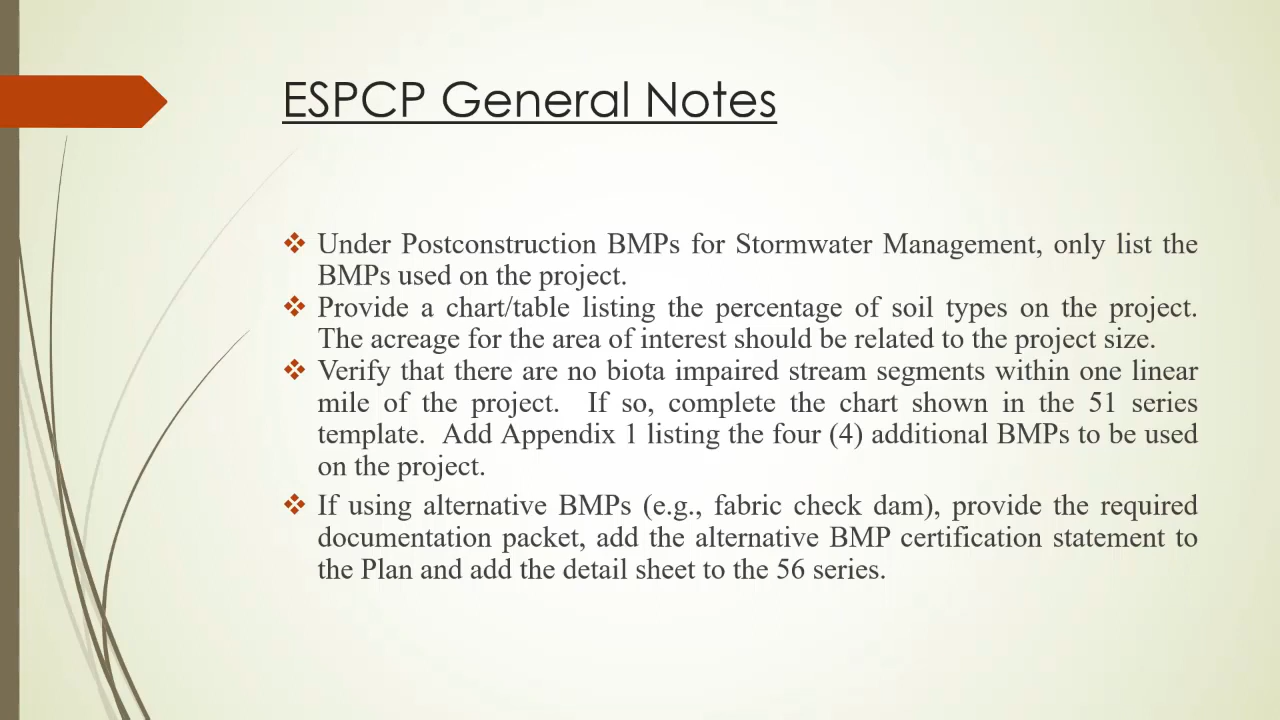 ESPCP General Notes
❖ Under Postconstruction BMPs for Stormwater Management, only list the
BMPs used on the project.
❖ Provide a chart/table listing the percentage of soil types on the project.
The acreage for the area of interest should be related to the project size.
❖ Verify that there are no biota impaired stream segments within one linear
mile of the project. If so, complete the chart shown in the 51 series
template. Add Appendix 1 listing the four (4) additional BMPs to be used
on the project.
❖ If using alternative BMPs (e.g., fabric check dam), provide the required
documentation packet, add the alternative BMP certification statement to
the Plan and add the detail sheet to the 56 series.